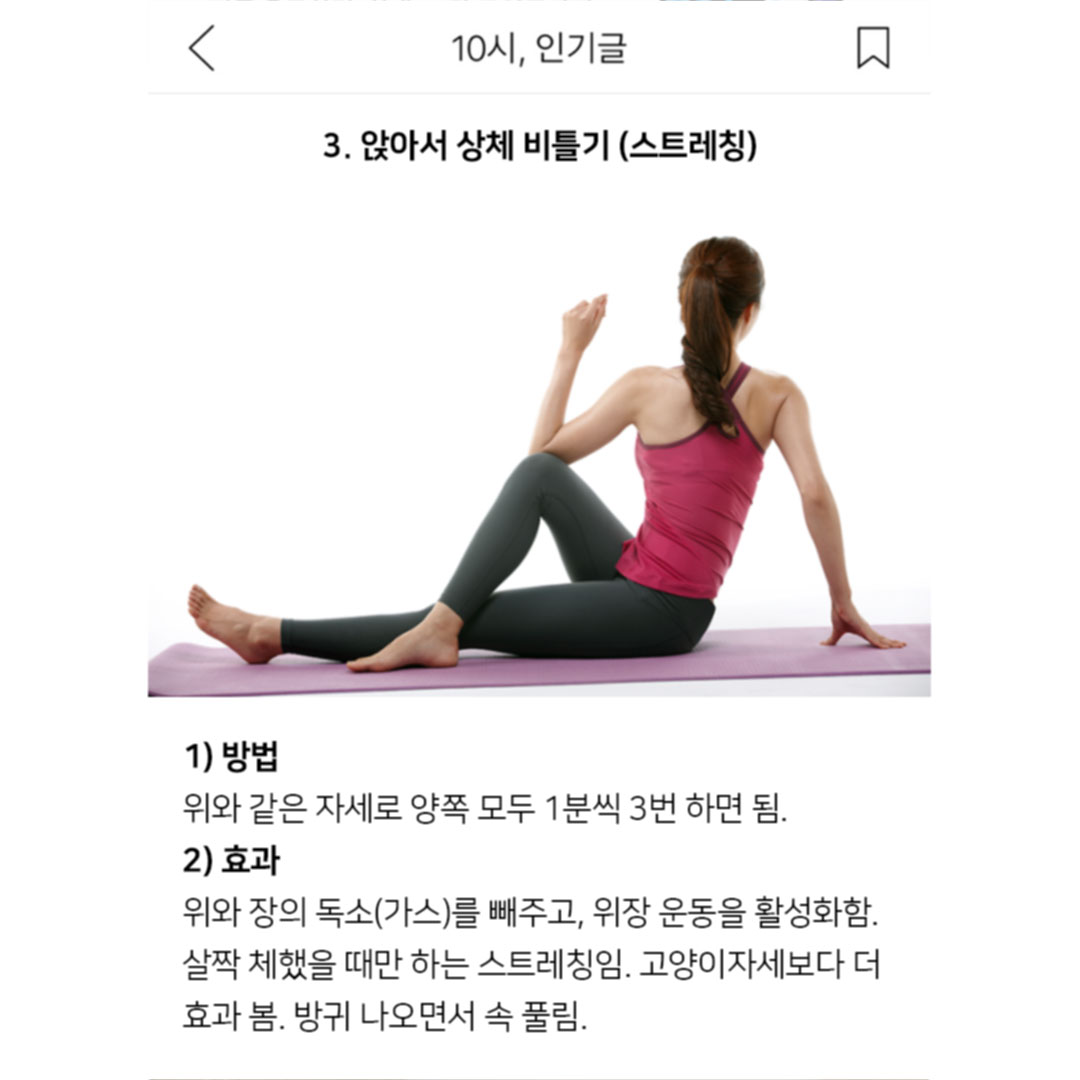 10시, 인기글
3. 앉아서 상체 비틀기 (스트레칭)
1) 방법
위와 같은 자세로 양쪽 모두 1분씩 3번 하면 됨.
2) 효과
위와 장의 독소(가스)를 빼주고, 위장 운동을 활성화함.
살짝 체했을 때만 하는 스트레칭임. 고양이자세보다 더
효과 봄. 방귀 나오면서 속 풀림.